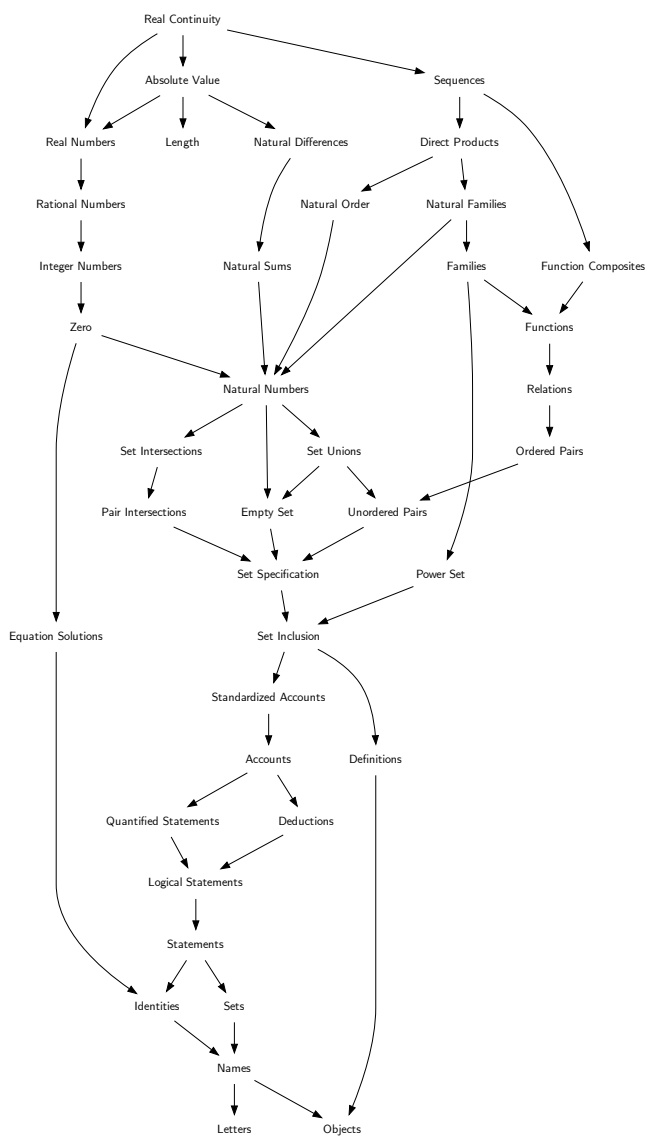 Real Continuity
Absolute Value
Sequences
Real Numbers
Length
Natural Differences
Direct Products
Rational Numbers
Natural Order
Natural Families
Integer Numbers
Natural Sums
Families
Function Composites
Zero
Functions
Natural Numbers
Relations
Set Intersections
Set Unions
Ordered Pairs
Pair Intersections
Empty Set
Unordered Pairs
Set Specification
Power Set
Equation Solutions
Set Inclusion
Standardized Accounts
Accounts
Definitions
Quantified Statements
Deductions
Logical Statements
Statements
Identities
Sets
Names
Letters
Objects